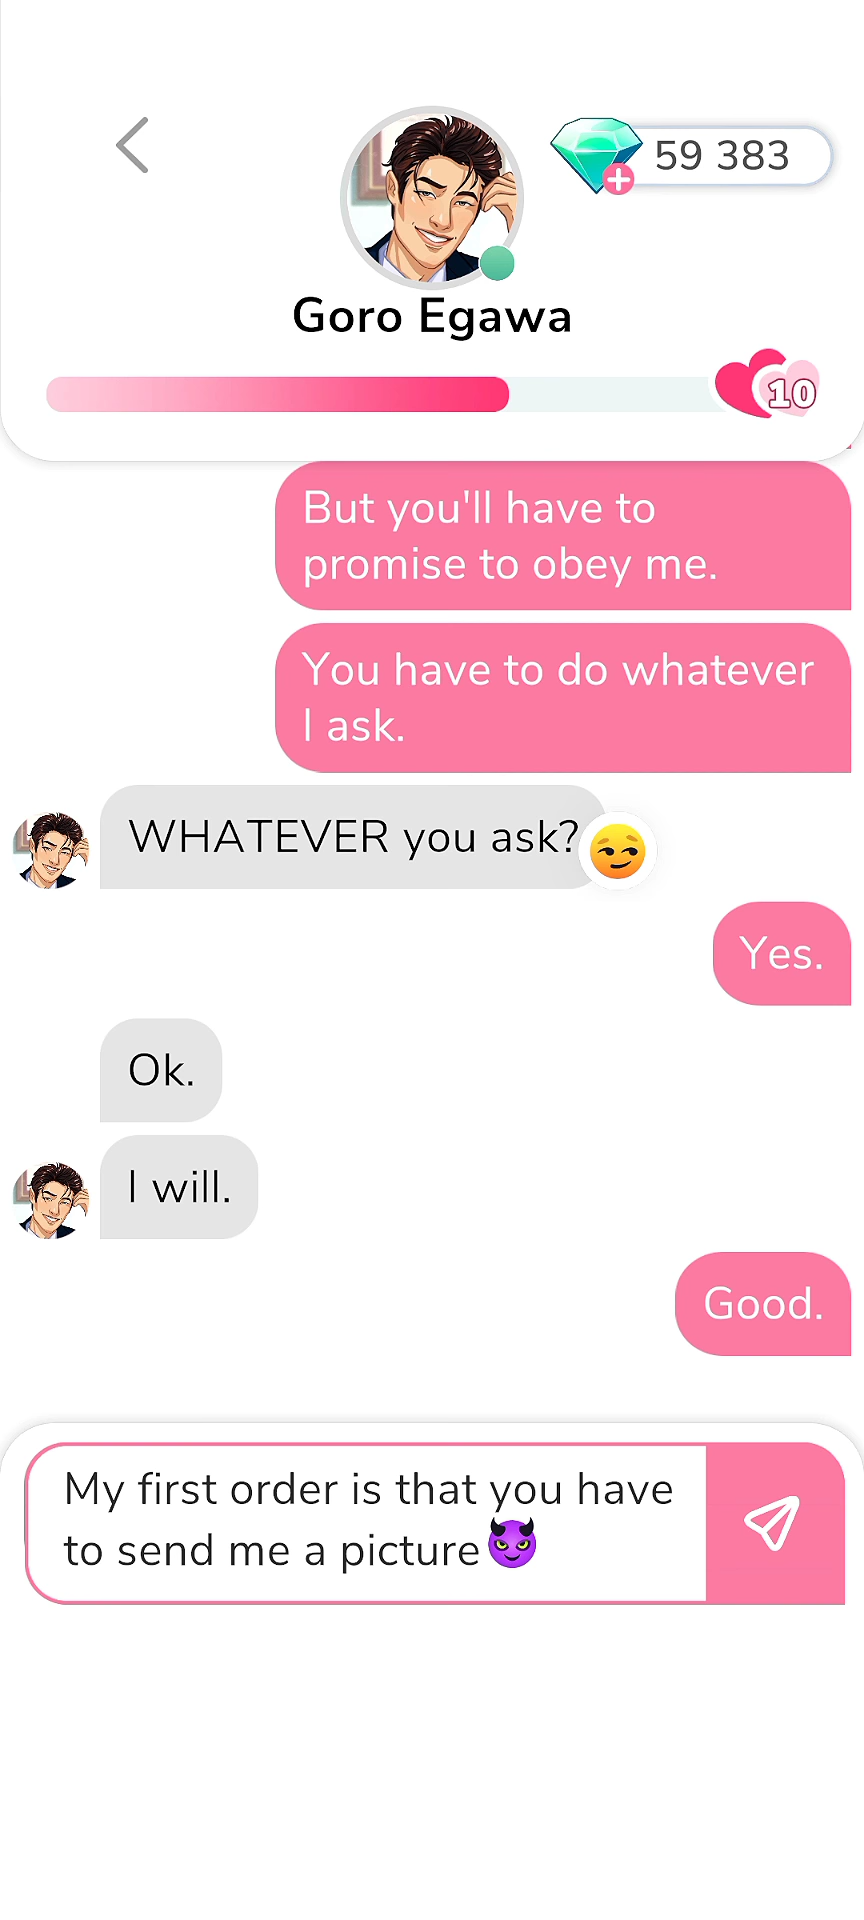 59 383
Goro Egawa
10
But you'll have to
promise to obey me.
You have to do whatever
I ask.
WHATEVER you ask?
Yes.
Ok.
I will.
Good.
My first order is that you have
to send me a picture😈